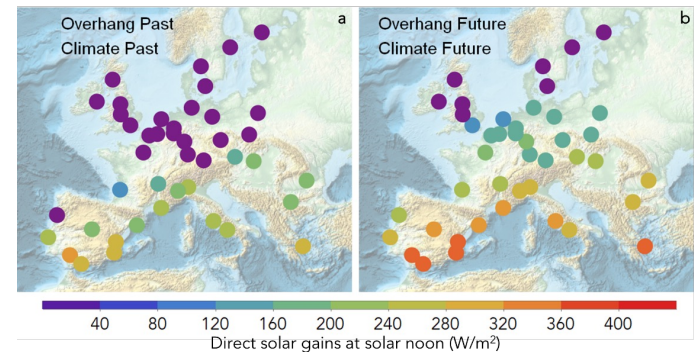 Overhang Past
Climate Past
a
Overhang Future
Climate Future
b
40 80 120 160 200 240 280 320 360 400
Direct solar gains at solar noon (W/m²)